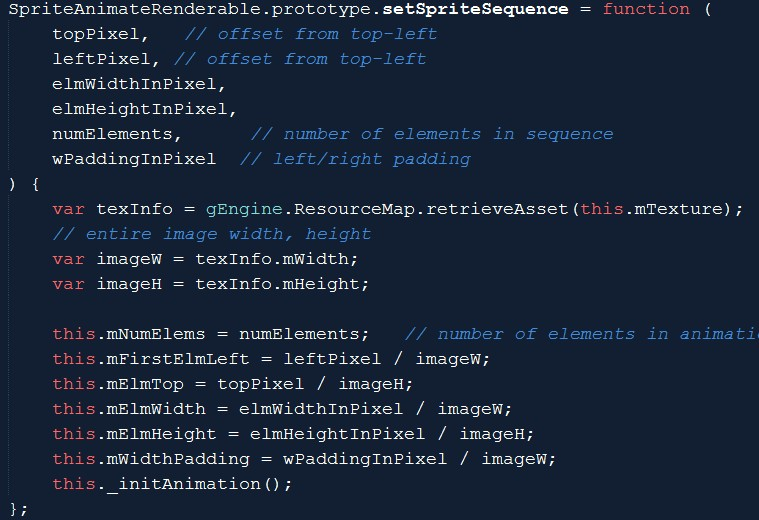 SpriteAnimateRenderable.prototype.setSpriteSequence = function (
    topPixel,   // offset from top-left
    leftPixel, // offset from top-left
    elmWidthInPixel,
    elmHeightInPixel,
    numElements,      // number of elements in sequence
    wPaddingInPixel  // left/right padding
) {
    var texInfo = gEngine.ResourceMap.retrieveAsset(this.mTexture);
    // entire image width, height
    var imageW = texInfo.mWidth;
    var imageH = texInfo.mHeight;

    this.mNumElems = numElements;   // number of elements in animati
    this.mFirstElmLeft = leftPixel / imageW;
    this.mElmTop = topPixel / imageH;
    this.mElmWidth = elmWidthInPixel / imageW;
    this.mElmHeight = elmHeightInPixel / imageH;
    this.mWidthPadding = wPaddingInPixel / imageW;
    this._initAnimation();
};